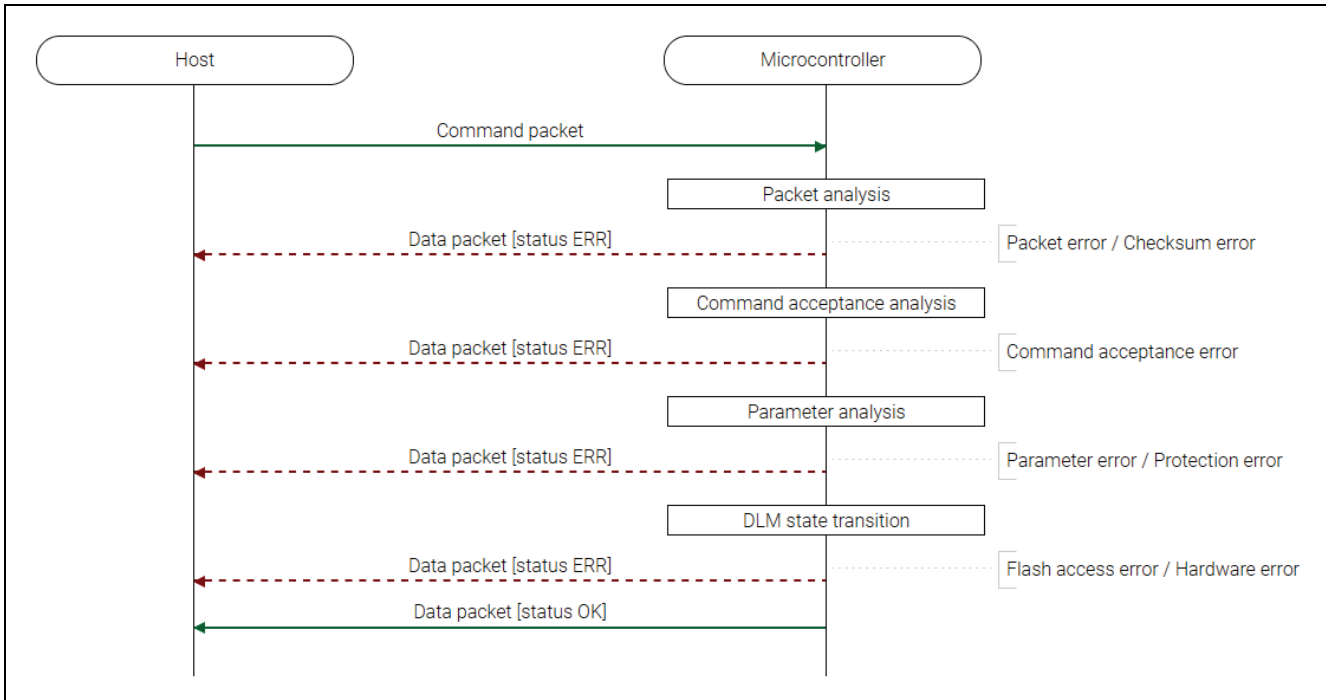 Host
Microcontroller
Command packet
Packet analysis
Data packet [status ERR]
Packet error / Checksum error
Command acceptance analysis
Data packet [status ERR]
Command acceptance error
Parameter analysis
Data packet [status ERR]
Parameter error / Protection error
DLM state transition
Data packet [status ERR]
Flash access error / Hardware error
Data packet [status OK]